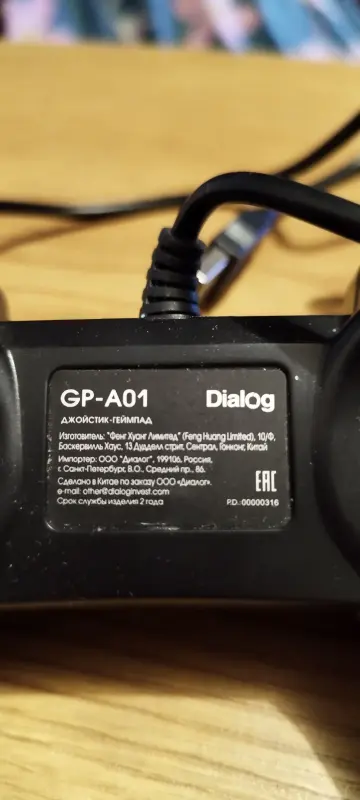 GP-A01 Dialog
ДЖОЙСТИК-ГЕЙМПАД
Изготовитель: "Фенг Хуанг Лимитед" (Feng Huang Limited), 10/Ф,
Баскервиль Хаус, 13 Дудделл стрит, Сентрал, Гонконг, Китай
Импортер: ООО "Диалог", 199106, Россия,
г. Санкт-Петербург, В.О., Средний пр., 86.
Сделано в Китае по заказу ООО «Диалог».
e-mail: other@dialoginvest.com
Срок службы изделия 2 года
EAC
P.D.:00000316